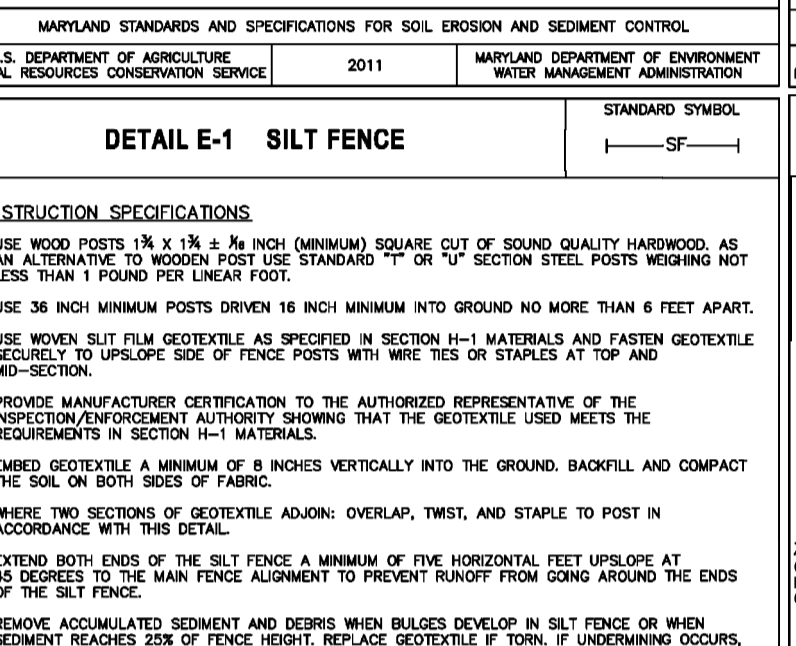 MARYLAND STANDARDS AND SPECIFICATIONS FOR SOIL EROSION AND SEDIMENT CONTROL
.S. DEPARTMENT OF AGRICULTURE
AL RESOURCES CONSERVATION SERVICE
2011
MARYLAND DEPARTMENT OF ENVIRONMENT
WATER MANAGEMENT ADMINISTRATION
DETAIL E-1 SILT FENCE
STANDARD SYMBOL
SF
STRUCTION SPECIFICATIONS
USE WOOD POSTS 1¾ X 1¾ ± 1/16 INCH (MINIMUM) SQUARE CUT OF SOUND QUALITY HARDWOOD. AS
AN ALTERNATIVE TO WOODEN POST USE STANDARD "T" OR "U" SECTION STEEL POSTS WEIGHING NOT
LESS THAN 1 POUND PER LINEAR FOOT.
USE 36 INCH MINIMUM POSTS DRIVEN 16 INCH MINIMUM INTO GROUND NO MORE THAN 6 FEET APART.
USE WOVEN SLIT FILM GEOTEXTILE AS SPECIFIED IN SECTION H-1 MATERIALS AND FASTEN GEOTEXTILE
SECURELY TO UPSLOPE SIDE OF FENCE POSTS WITH WIRE TIES OR STAPLES AT TOP AND
MID-SECTION.
PROVIDE MANUFACTURER CERTIFICATION TO THE AUTHORIZED REPRESENTATIVE OF THE
INSPECTION/ENFORCEMENT AUTHORITY SHOWING THAT THE GEOTEXTILE USED MEETS THE
REQUIREMENTS IN SECTION H-1 MATERIALS.
EMBED GEOTEXTILE A MINIMUM OF 8 INCHES VERTICALLY INTO THE GROUND. BACKFILL AND COMPACT
THE SOIL ON BOTH SIDES OF FABRIC.
WHERE TWO SECTIONS OF GEOTEXTILE ADJOIN: OVERLAP, TWIST, AND STAPLE TO POST IN
ACCORDANCE WITH THIS DETAIL.
EXTEND BOTH ENDS OF THE SILT FENCE A MINIMUM OF FIVE HORIZONTAL FEET UPSLOPE AT
45 DEGREES TO THE MAIN FENCE ALIGNMENT TO PREVENT RUNOFF FROM GOING AROUND THE ENDS
OF THE SILT FENCE.
REMOVE ACCUMULATED SEDIMENT AND DEBRIS WHEN BULGES DEVELOP IN SILT FENCE OR WHEN
SEDIMENT REACHES 25% OF FENCE HEIGHT. REPLACE GEOTEXTILE IF TORN. IF UNDERMINING OCCURS,